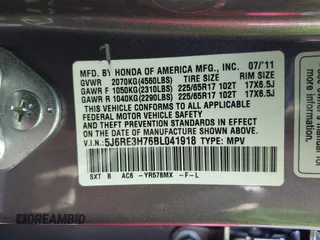 MFD. BY HONDA OF AMERICA MFG., INC. 07/'11
GVWR 2070KG(4560LBS) TIRE SIZE RIM SIZE
GAWR F 1050KG(2310LBS) 225/65R17 102T 17X6.5J
GAWR R 1040KG(2290LBS) 225/65R17 102T 17X6.5J
THIS VEHICLE CONFORMS TO ALL APPLICABLE
FEDERAL MOTOR VEHICLE SAFETY AND
THEFT PREVENTION STANDARDS IN EFFECT ON
THE DATE OF MANUFACTURE SHOWN ABOVE.
V.I.N.: 5J6RE3H76BL041918 TYPE: MPV
SXT B AC6 -YR578MX -F-L
DREAMBID